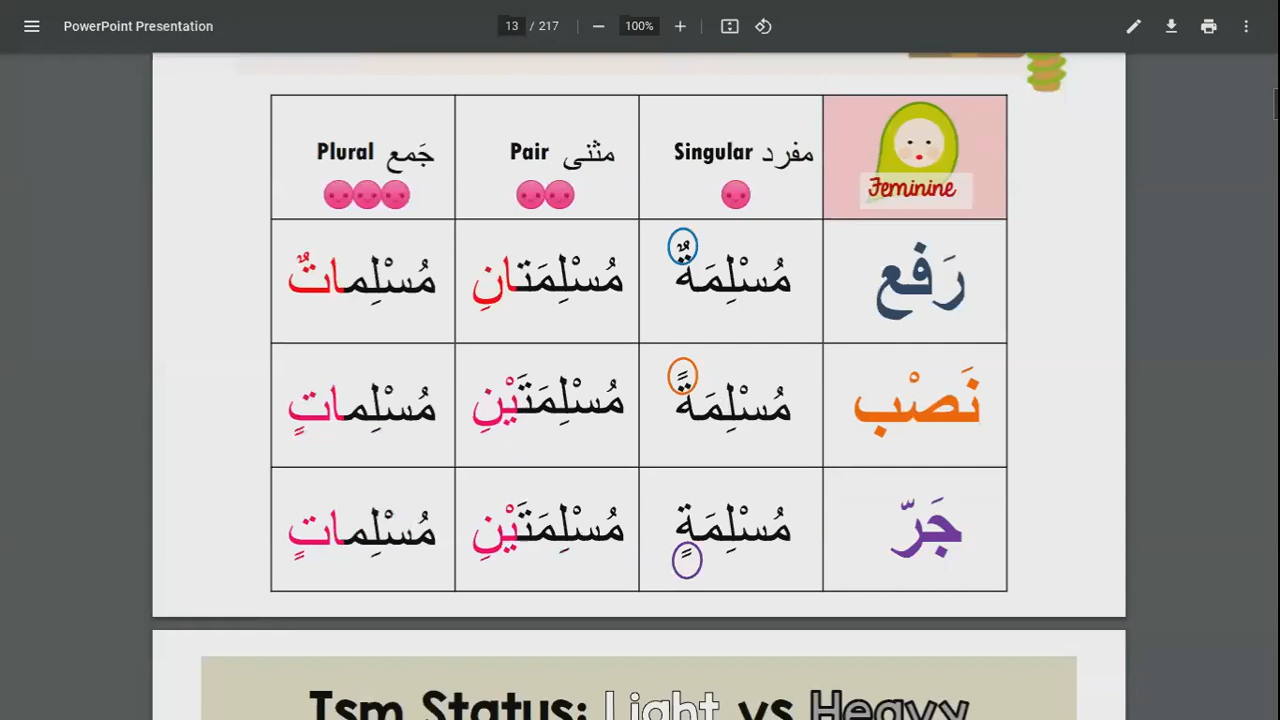 PowerPoint Presentation
13 / 217
100%
Feminine
مفرد Singular
مثنى Pair
جَمع Plural
رَفع
مُسْلِمَةٌ
مُسْلِمَتانِ
مُسْلِماتٌ
نَصْب
مُسْلِمَةً
مُسْلِمَتَيْنِ
مُسْلِماتٍ
جَرّ
مُسْلِمَةٍ
مُسْلِمَتَيْنِ
مُسْلِماتٍ
Ism Status: Light vs Heavy